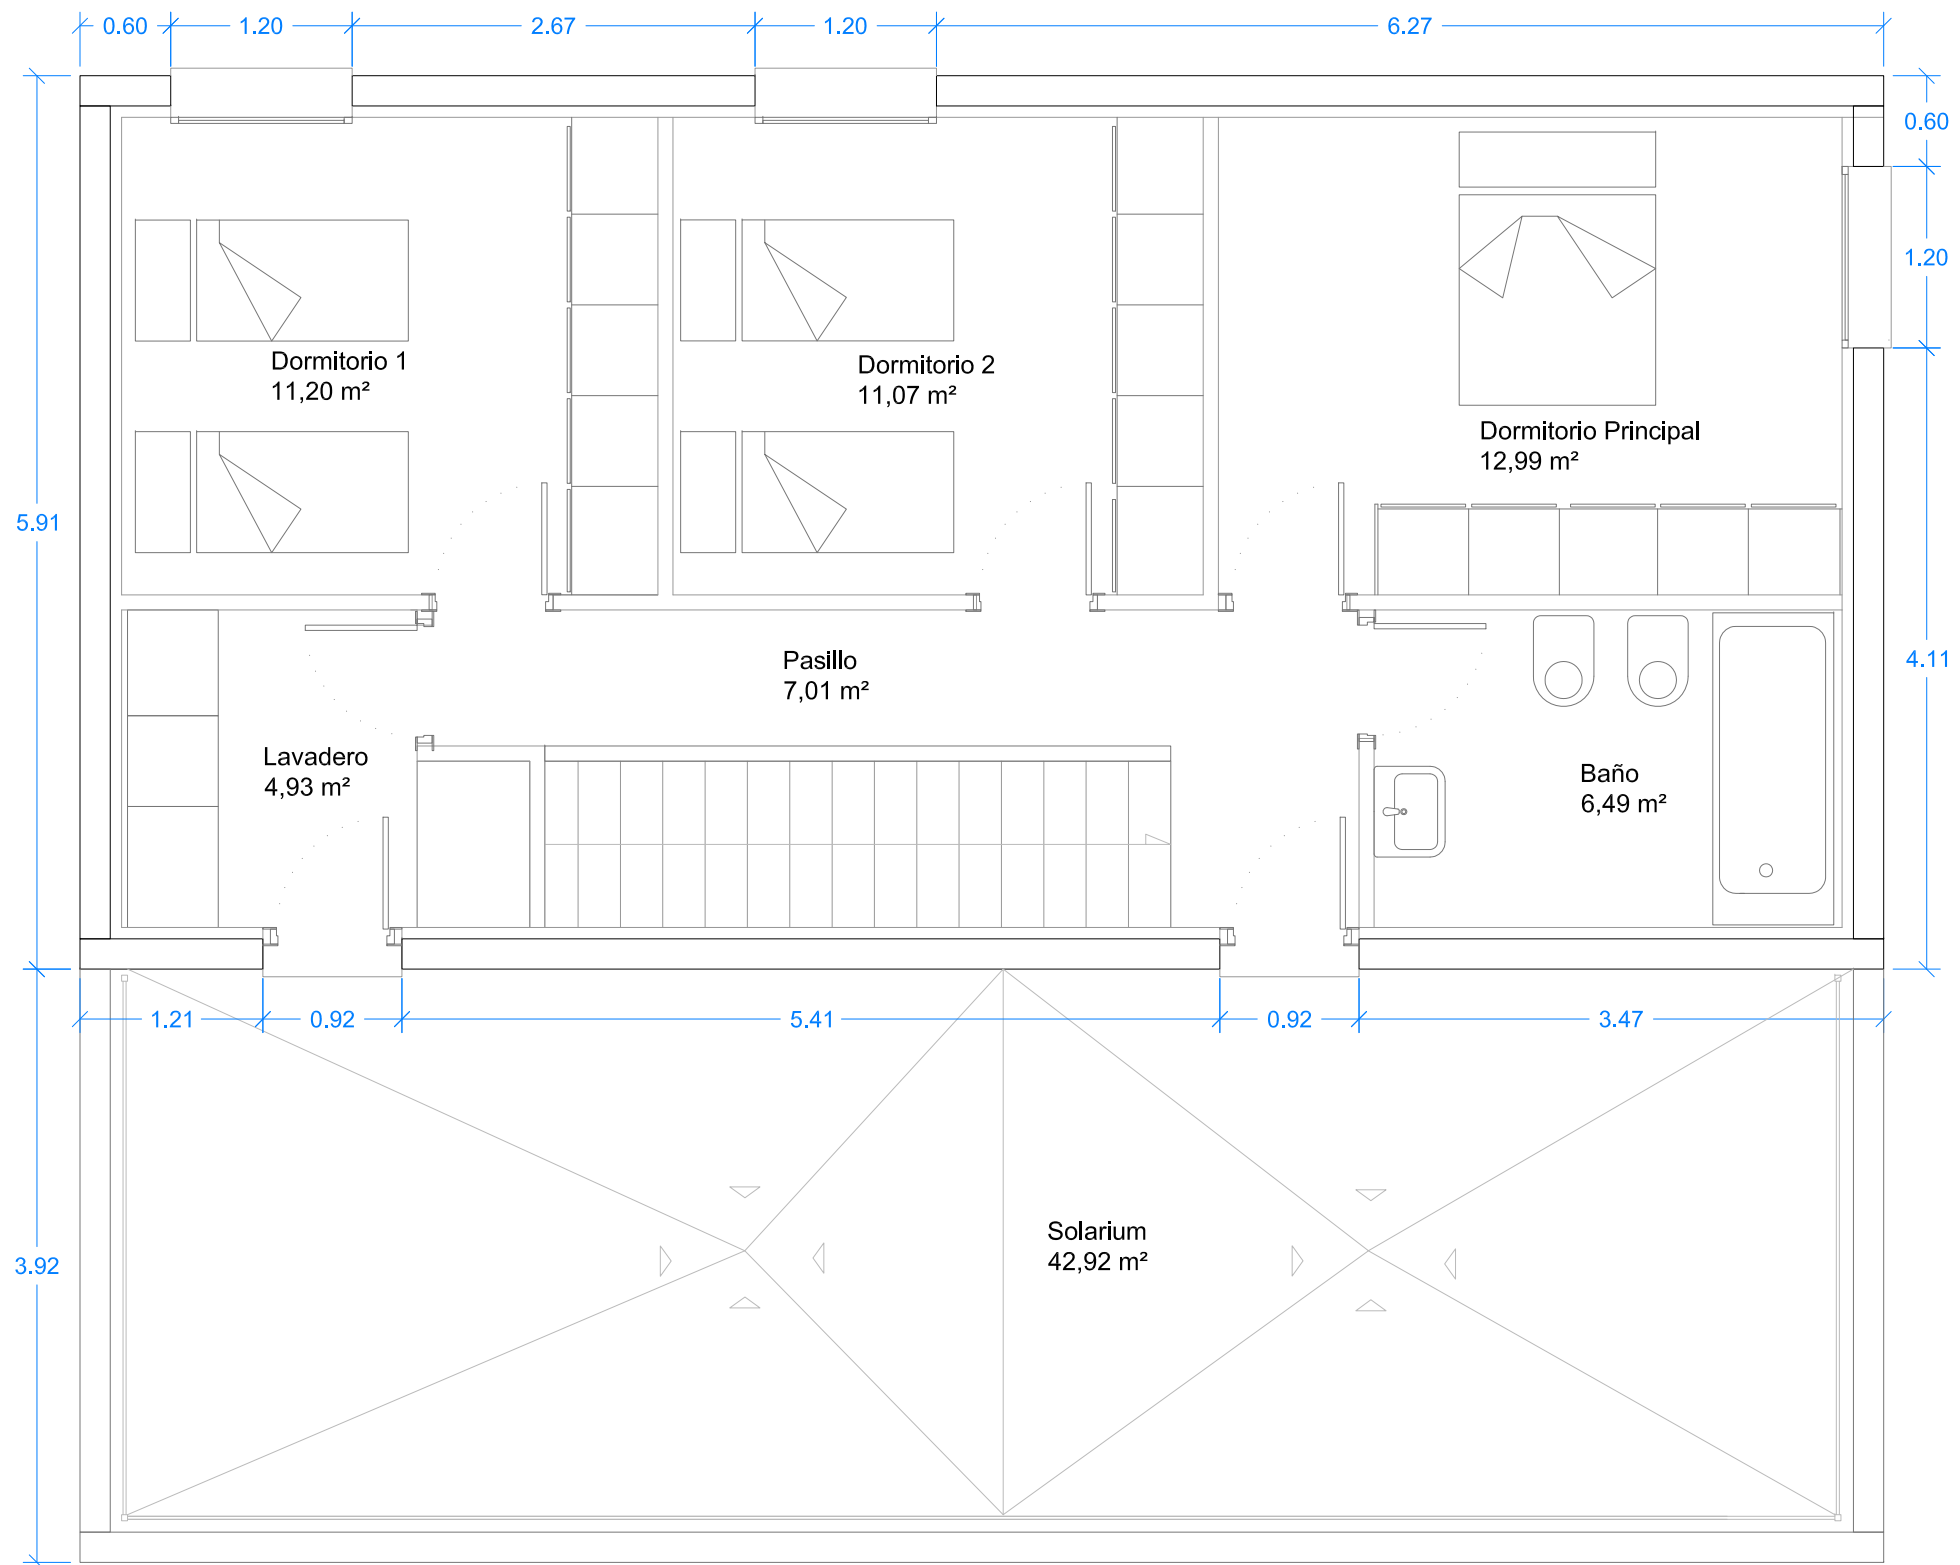 0.60
1.20
2.67
1.20
6.27
0.60
1.20
Dormitorio 1
11,20 m²
Dormitorio 2
11,07 m²
Dormitorio Principal
12,99 m²
5.91
Pasillo
7,01 m²
4.11
Lavadero
4,93 m²
Baño
6,49 m²
1.21
0.92
5.41
0.92
3.47
Solarium
42,92 m²
3.92